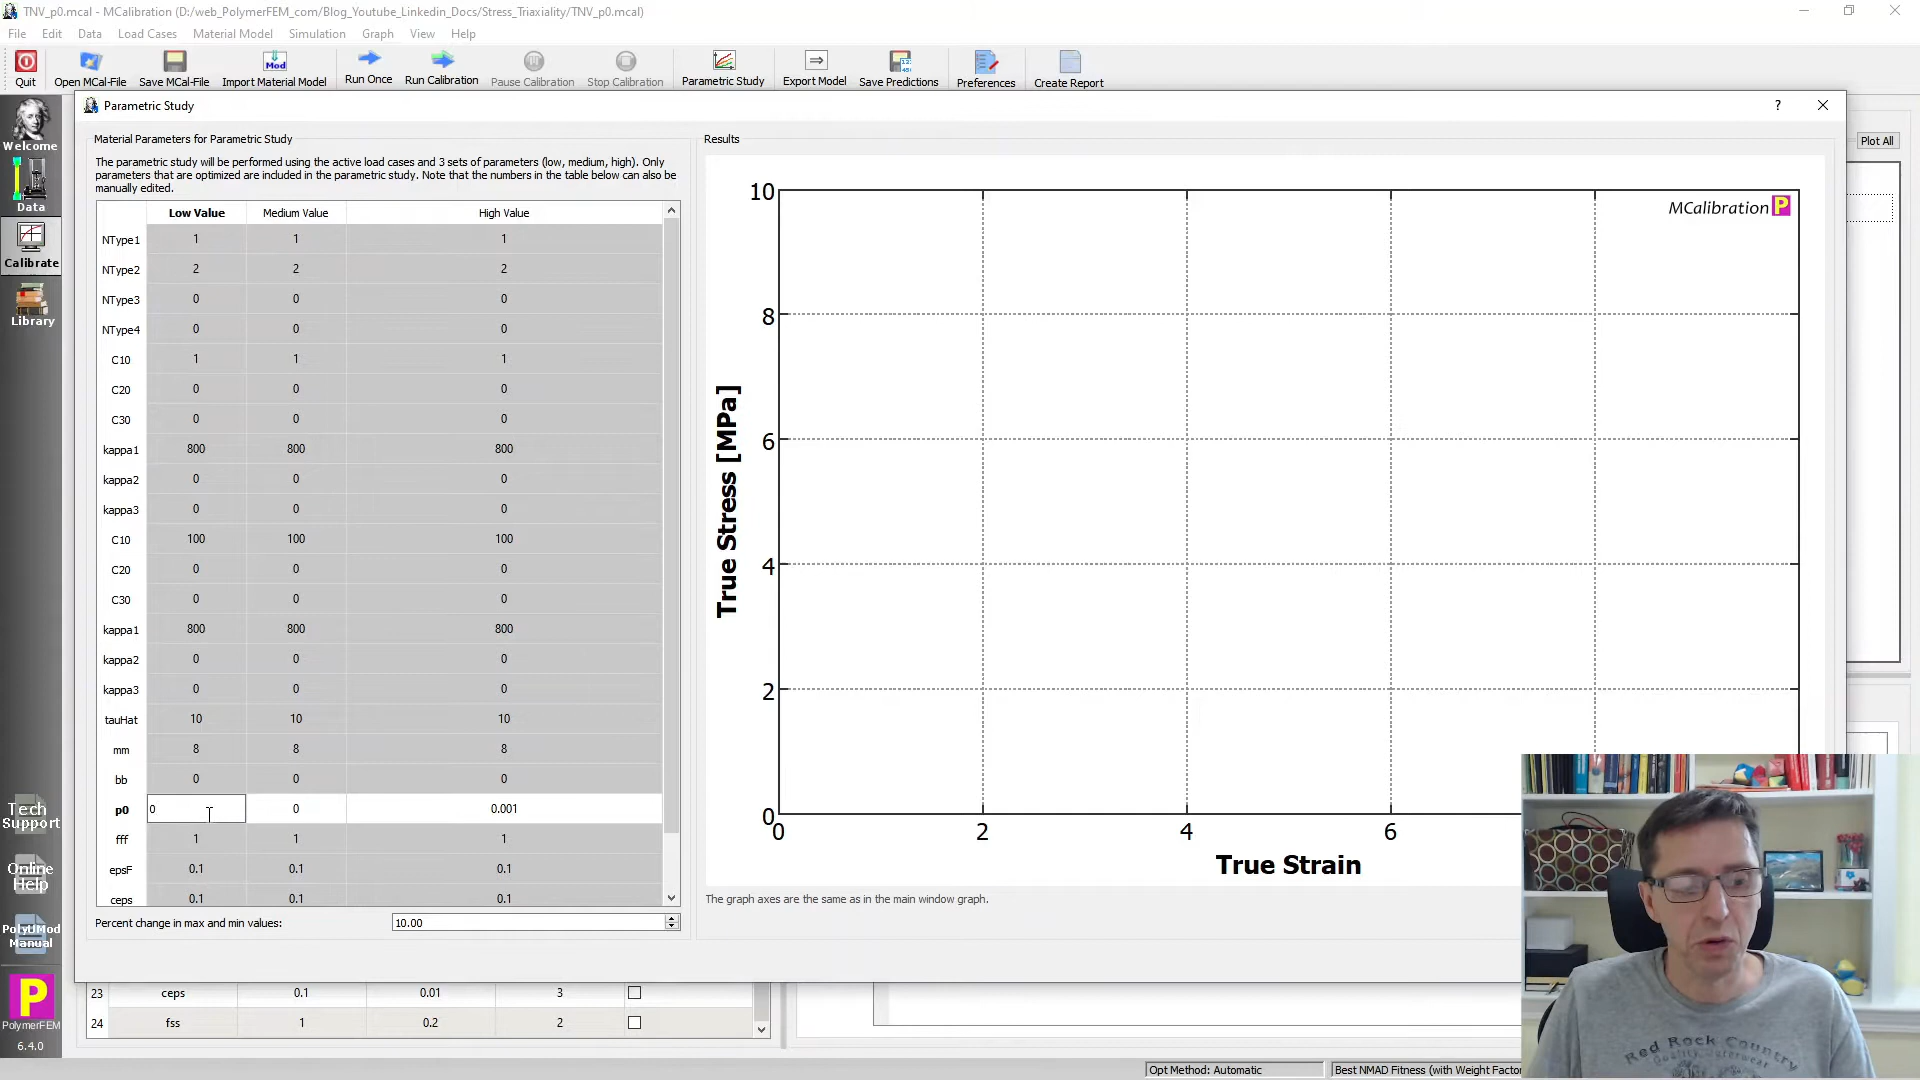 TNV_p0.mcal - MCalibration (D:/web_PolymerFEM_com/Blog_Youtube_Linkedin_Docs/Stress_Triaxiality/TNV_p0.mcal)
File Edit Data Load Cases Material Model Simulation Graph View Help
Quit Open MCal-File Save MCal-File Mod Import Material Model Run Once Run Calibration Pause Calibration Stop Calibration Parametric Study Export Model Save Predictions Preferences Create Report
Parametric Study ?
Welcome
Data
Calibrate
Library
Tech Support
Online Help
PolyUMod Manual
P
PolymerFEM
6.4.0
Material Parameters for Parametric Study
The parametric study will be performed using the active load cases and 3 sets of parameters (low, medium, high). Only
parameters that are optimized are included in the parametric study. Note that the numbers in the table below can also be
manually edited.
Low Value Medium Value High Value
NType1 1 1 1
NType2 2 2 2
NType3 0 0 0
NType4 0 0 0
C10 1 1 1
C20 0 0 0
C30 0 0 0
kappa1 800 800 800
kappa2 0 0 0
kappa3 0 0 0
C10 100 100 100
C20 0 0 0
C30 0 0 0
kappa1 800 800 800
kappa2 0 0 0
kappa3 0 0 0
tauHat 10 10 10
mm 8 8 8
bb 0 0 0
p0 0 0 0.001
fff 1 1 1
epsF 0.1 0.1 0.1
ceps 0.1 0.1 0.1
Percent change in max and min values: 10.00
Results
Plot All
MCalibration P
10
8
6
4
2
0
True Stress [MPa]
0 2 4 6
True Strain
The graph axes are the same as in the main window graph.
23 ceps 0.1 0.01 3
24 fss 1 0.2 2
Opt Method: Automatic
Best NMAD Fitness (with Weight Factor
Red Rock Country